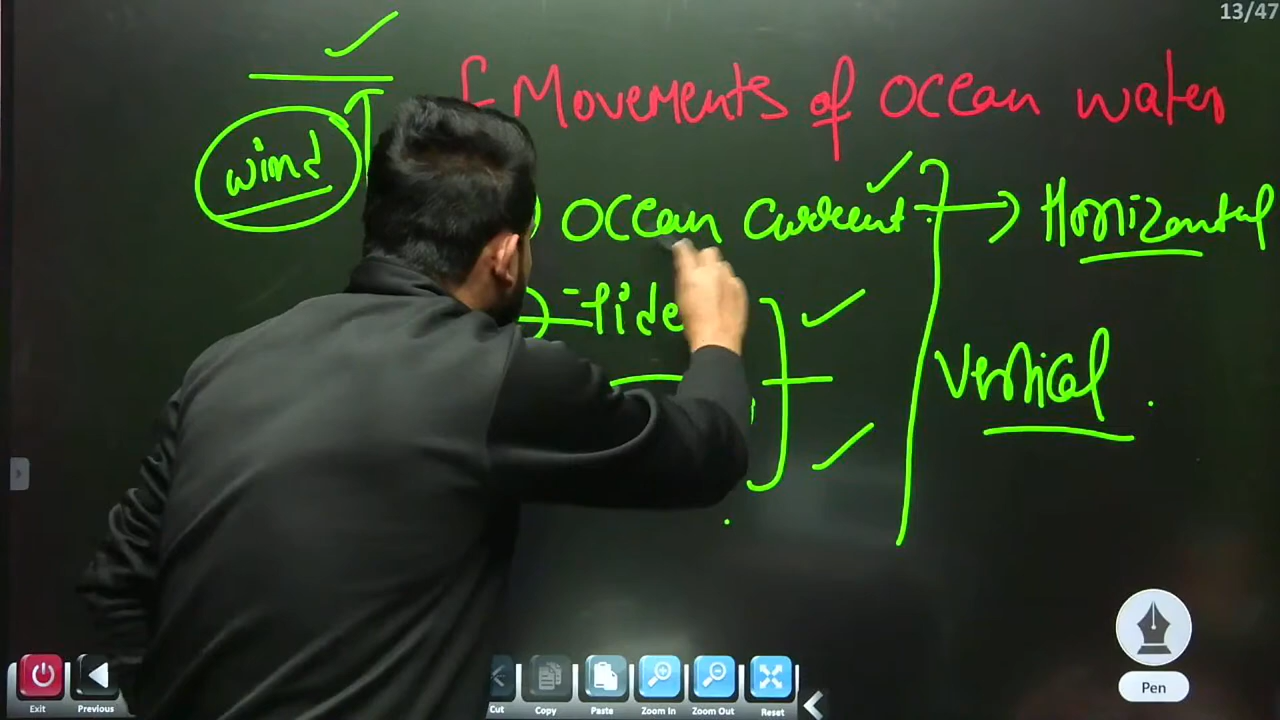 13/47
Movements of Ocean water
wind
Ocean Current → Horizontal
Tide
Vertical
Pen
Exit
Previous
Cut
Copy
Paste
Zoom In
Zoom Out
Reset